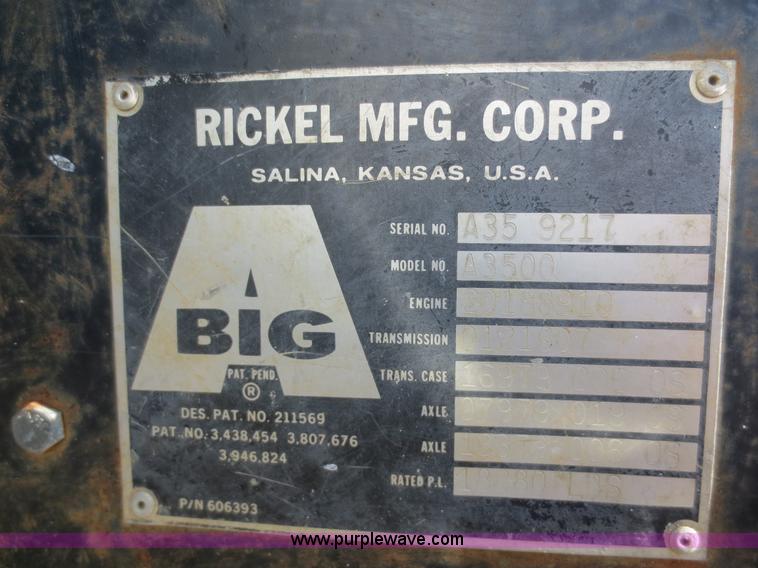 RICKEL MFG. CORP.
SALINA, KANSAS, U.S.A.
SERIAL NO. A35 9217
MODEL NO. A3500
ENGINE
TRANSMISSION
TRANS. CASE
AXLE
AXLE
RATED P.L. LBS
BIG
A
PAT. PEND.
®
DES. PAT. NO. 211569
PAT. NO. 3,438,454 3,807,676
3,946,824
P/N 606393
www.purplewave.com